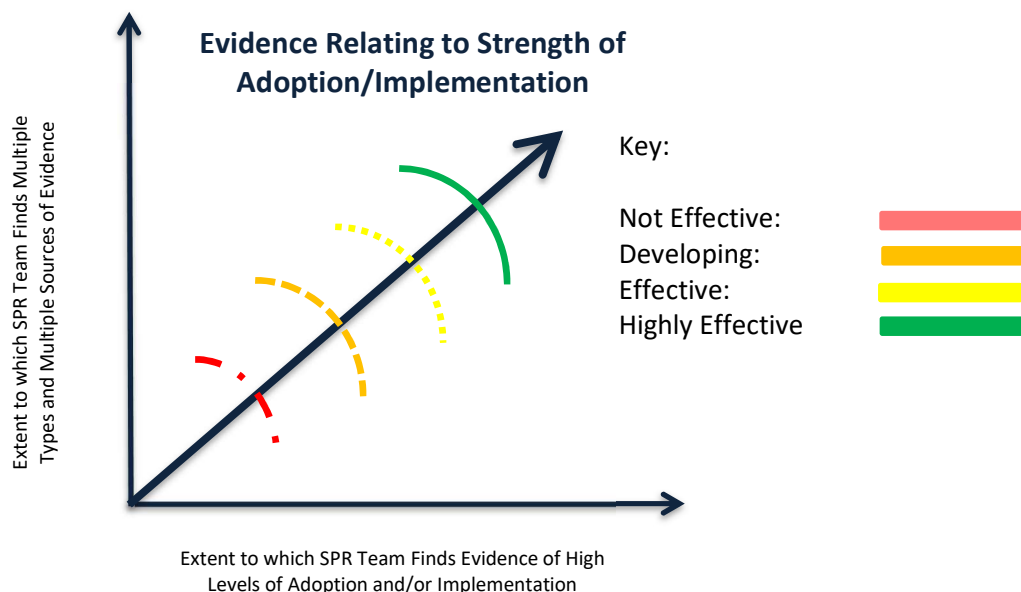 Evidence Relating to Strength of
Adoption/Implementation
Extent to which SPR Team Finds Multiple
Types and Multiple Sources of Evidence
Key:
Not Effective:
Developing:
Effective:
Highly Effective
Extent to which SPR Team Finds Evidence of High
Levels of Adoption and/or Implementation